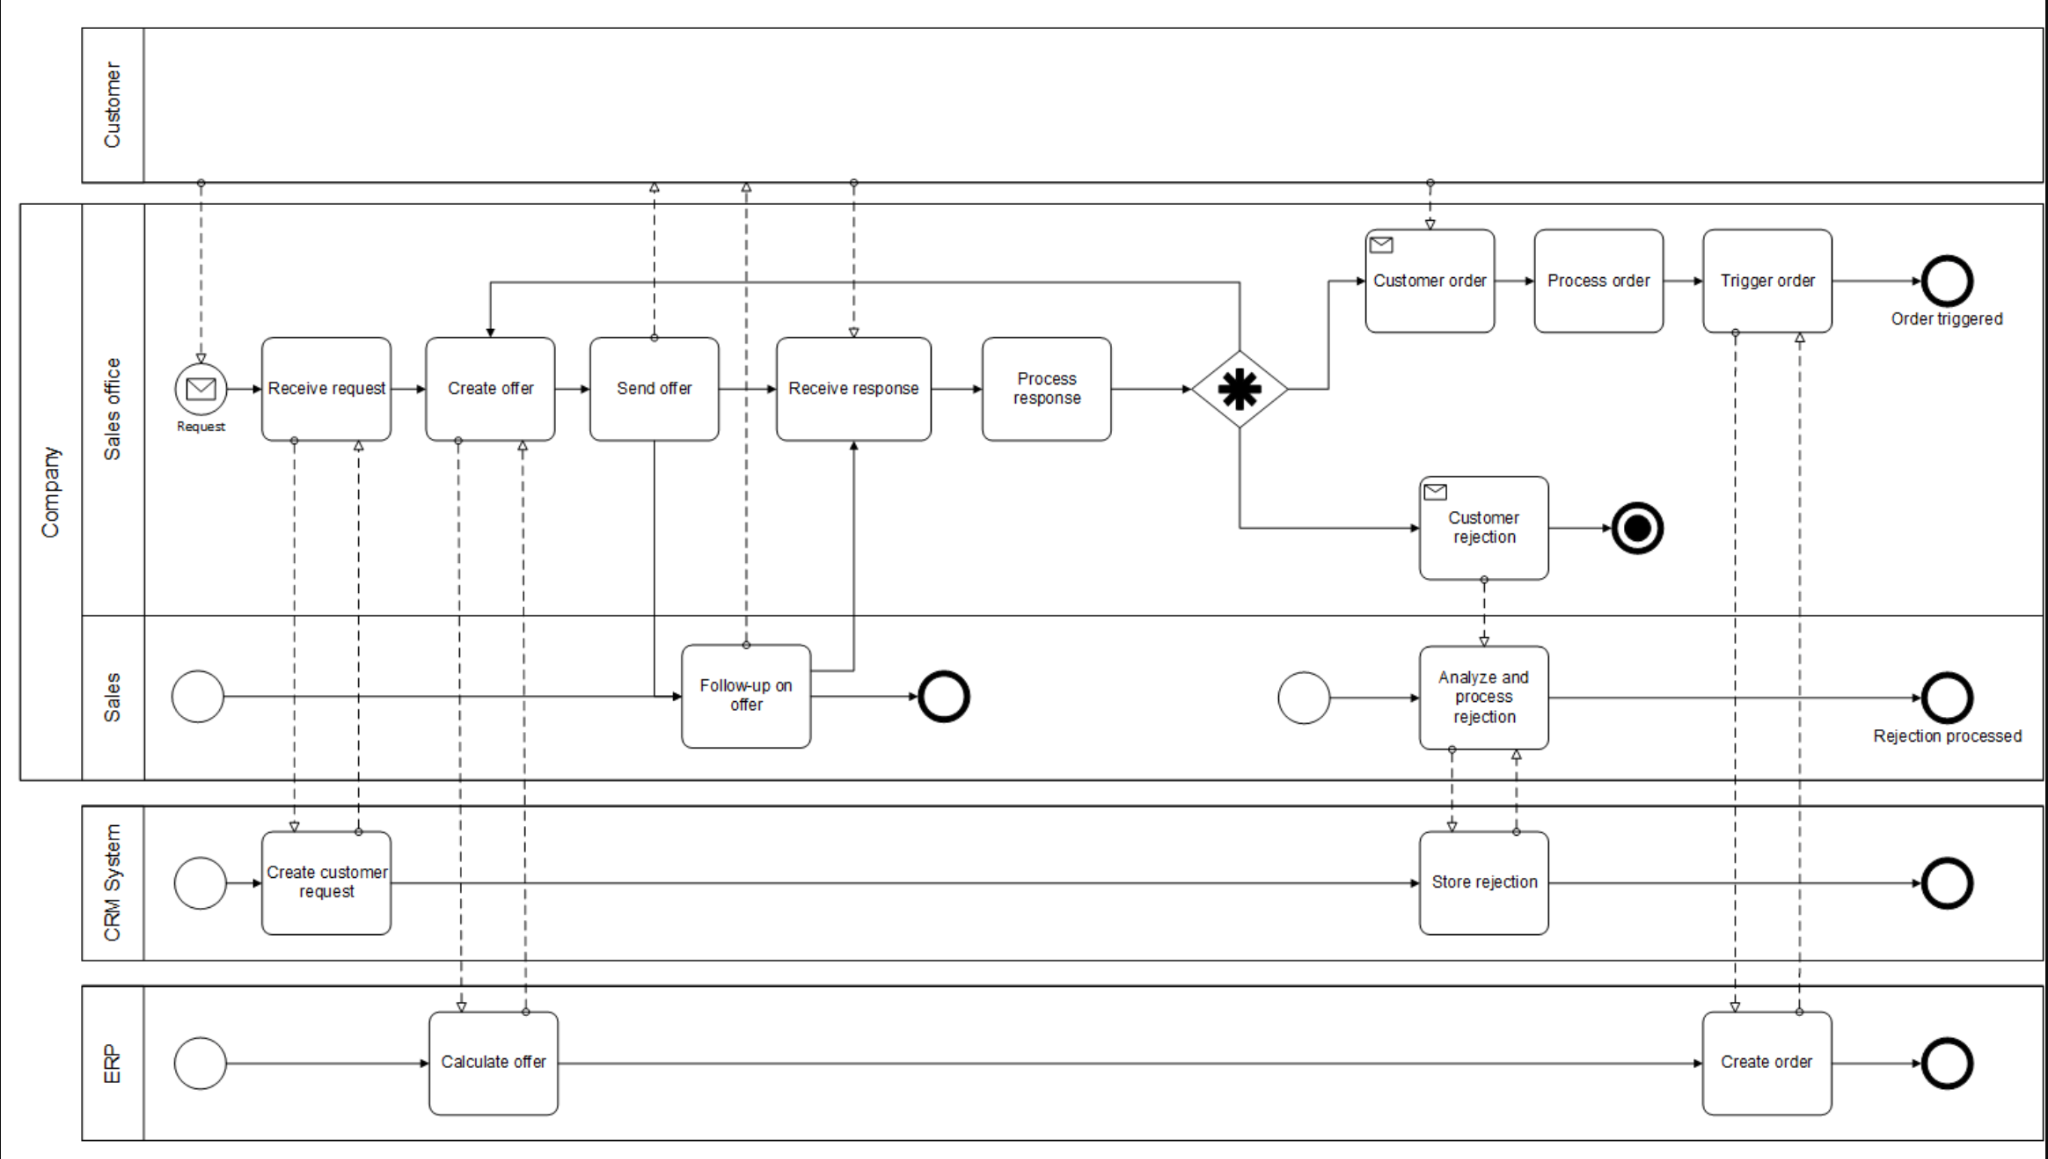 Customer
Company
Sales office
Request
Receive request
Create offer
Send offer
Receive response
Process
response
Customer order
Process order
Trigger order
Order triggered
Customer
rejection
Sales
Follow-up on
offer
Analyze and
process
rejection
Rejection processed
CRM System
Create customer
request
Store rejection
ERP
Calculate offer
Create order